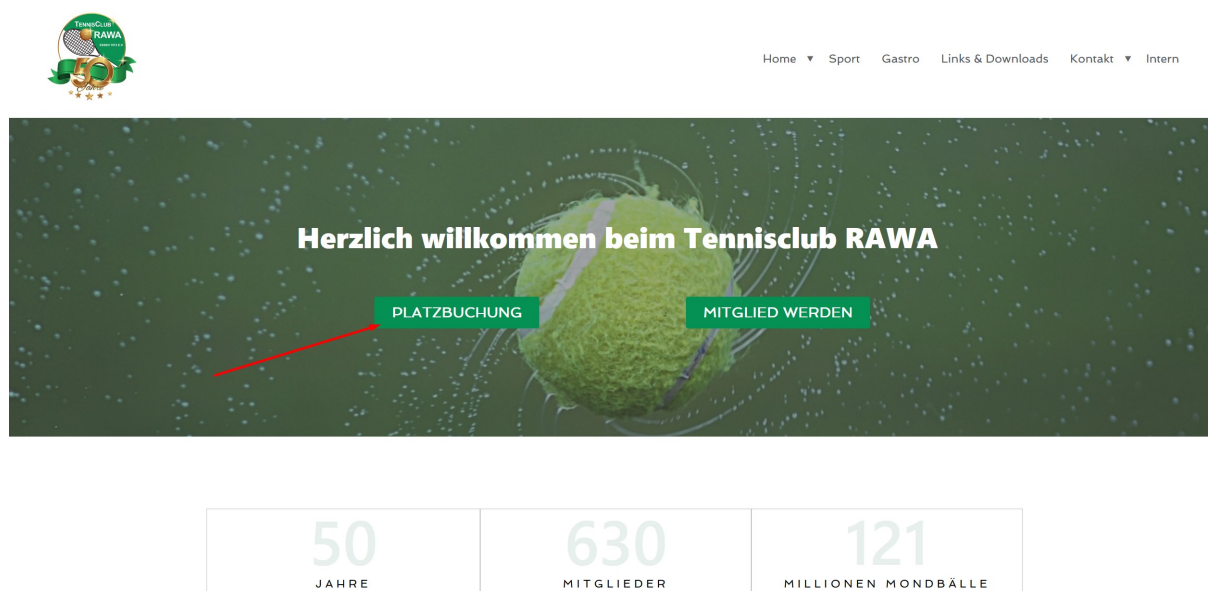 TENNISCLUB
RAWA
50
Jahre
Home ▼ Sport Gastro Links & Downloads Kontakt ▼ Intern
Herzlich willkommen beim Tennisclub RAWA
PLATZBUCHUNG MITGLIED WERDEN
50 630 121
JAHRE MITGLIEDER MILLIONEN MONDBÄLLE